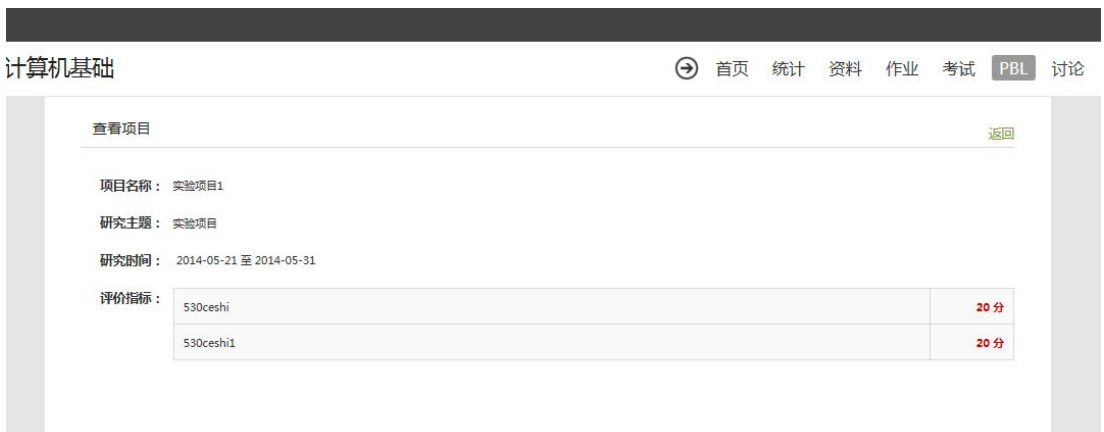 计算机基础 首页 统计 资料 作业 考试 PBL 讨论
查看项目 返回
项目名称： 实验项目1
研究主题： 实验项目
研究时间： 2014-05-21 至 2014-05-31
评价指标：
530ceshi 20 分
530ceshi1 20 分